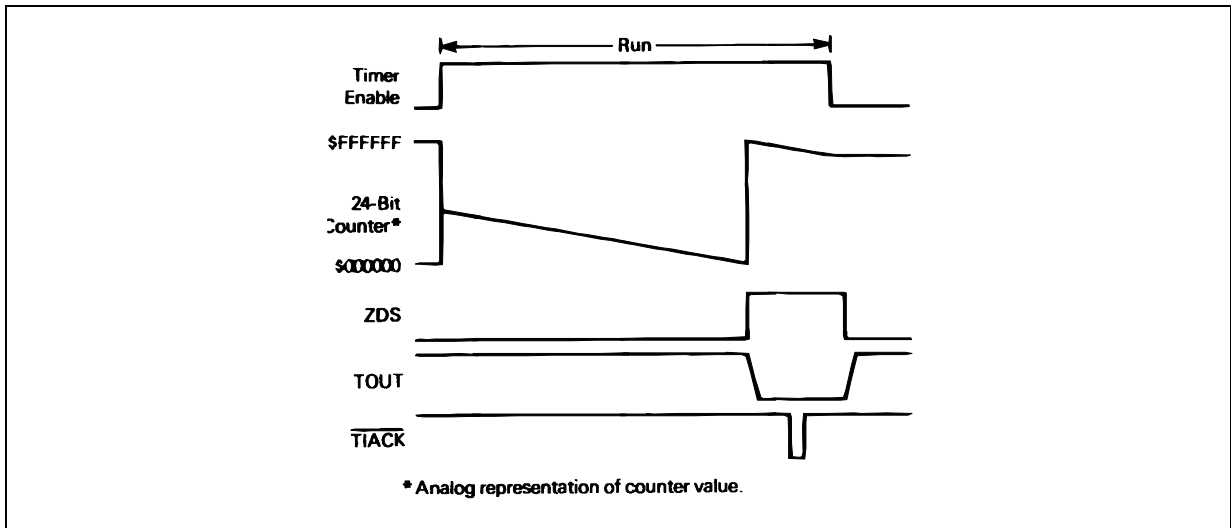 Run
Timer
Enable
$FFFFFF
24-Bit
Counter*
$000000
ZDS
TOUT
TIACK
* Analog representation of counter value.